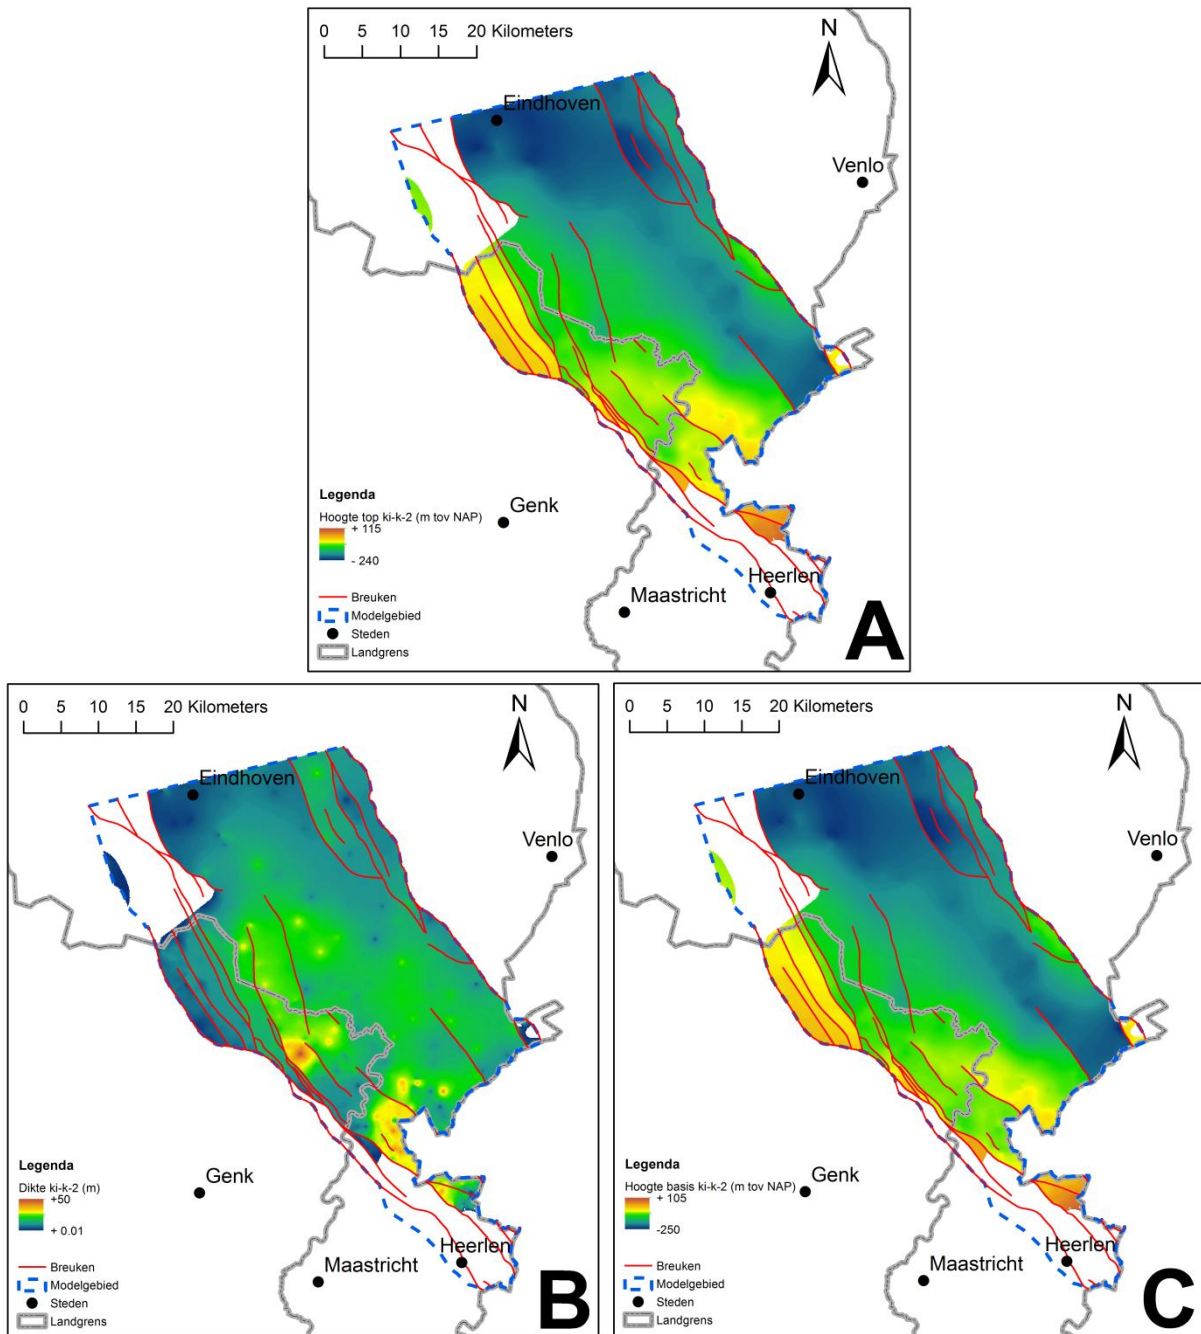 0 5 10 15 20 Kilometers
N
Eindhoven
Venlo
Legenda
Hoogte top ki-k-2 (m tov NAP)
+ 115
- 240
Breuken
Modelgebied
Steden
Landgrens
Genk
Maastricht
Heerlen
A
0 5 10 15 20 Kilometers
N
Eindhoven
Venlo
Legenda
Dikte ki-k-2 (m)
+50
+ 0.01
Breuken
Modelgebied
Steden
Landgrens
Genk
Maastricht
Heerlen
B
0 5 10 15 20 Kilometers
N
Eindhoven
Venlo
Legenda
Hoogte basis ki-k-2 (m tov NAP)
+ 105
-250
Breuken
Modelgebied
Steden
Landgrens
Genk
Maastricht
Heerlen
C